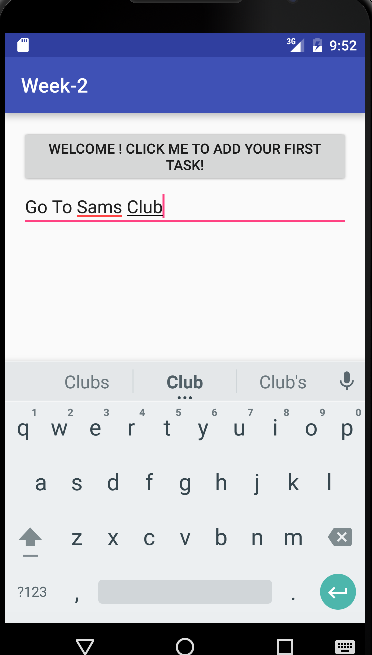 3G 9:52
Week-2
WELCOME ! CLICK ME TO ADD YOUR FIRST
TASK!
Go To Sams Club
Clubs Club Club's
1 2 3 4 5 6 7 8 9 0
q w e r t y u i o p
a s d f g h j k l
z x c v b n m
?123 , .